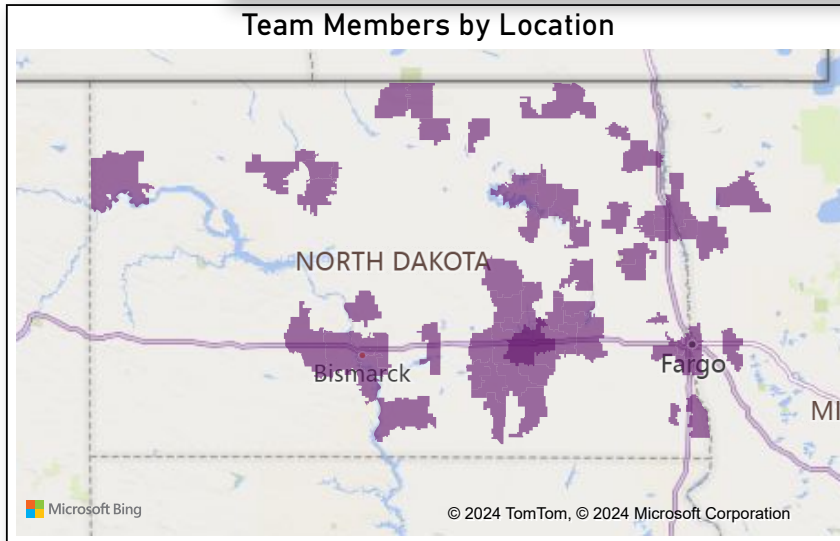 Team Members by Location
NORTH DAKOTA
Bismarck
Fargo
MI
Microsoft Bing
© 2024 TomTom, © 2024 Microsoft Corporation